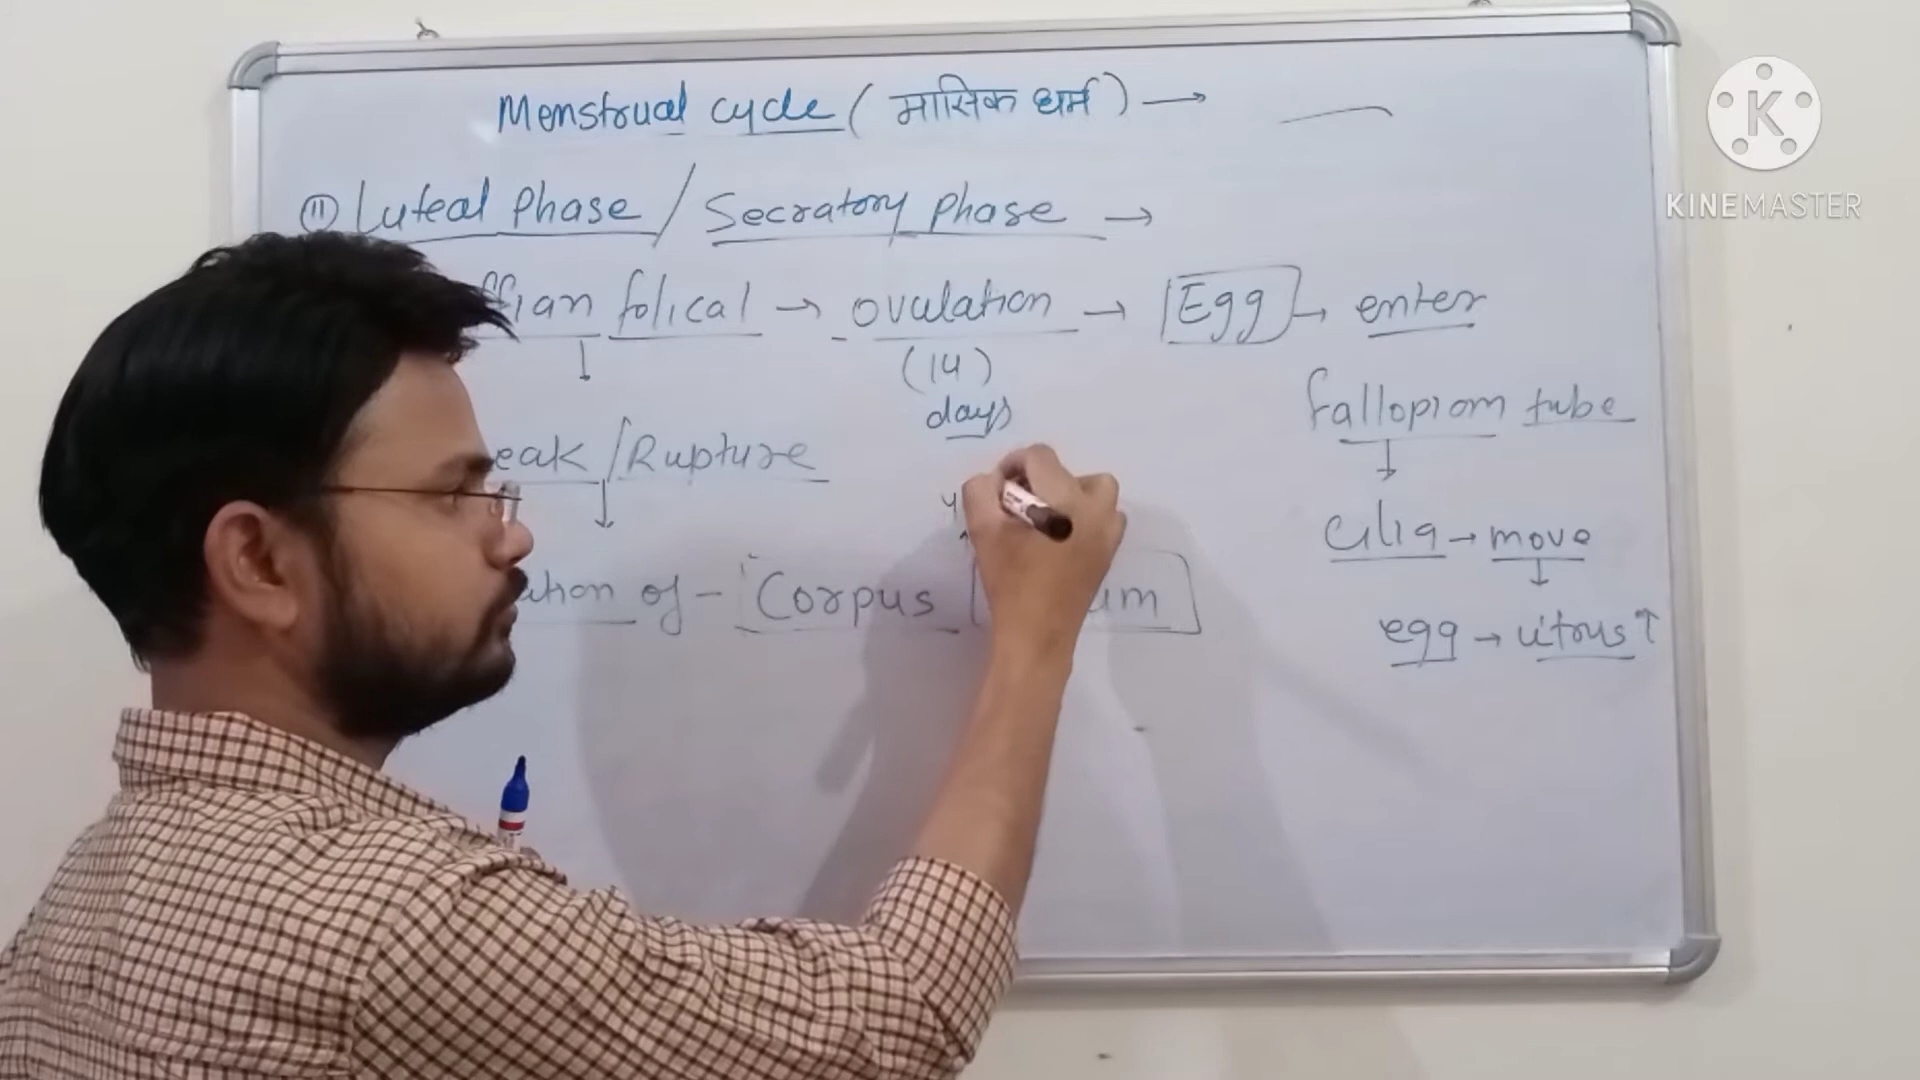 Menstrual cycle ( मासिक धर्म ) →
(II) Luteal Phase / Secratory phase →
ffian folical → ovulation → Egg → enter
(14)
days
fallopiom tube
eak / Rupture
cilia → move
ation of - Corpus um
egg → utrus ↑
K
KINEMASTER